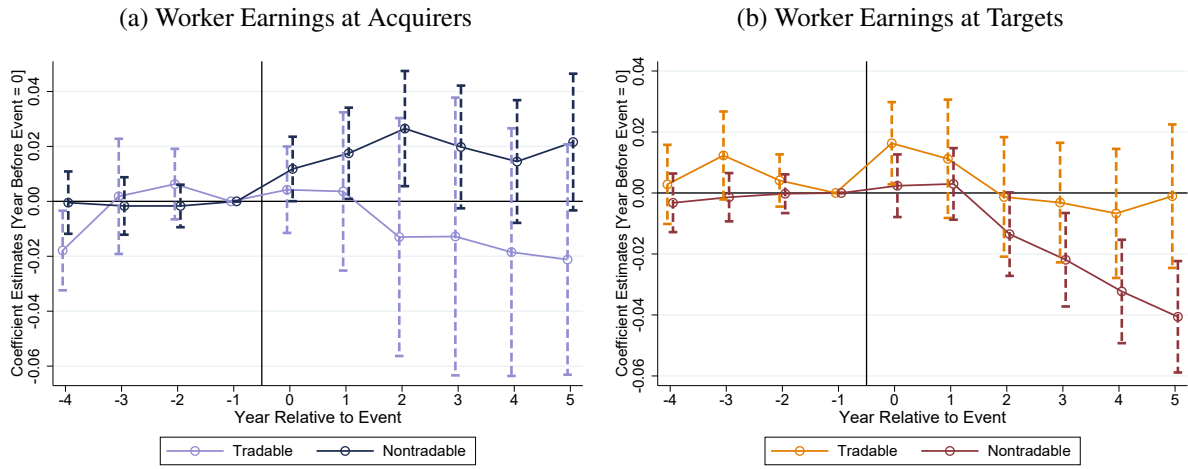 (a) Worker Earnings at Acquirers
Coefficient Estimates [Year Before Event = 0]
0.04
0.02
0.00
-0.02
-0.04
-0.06
-4 -3 -2 -1 0 1 2 3 4 5
Year Relative to Event
Tradable Nontradable
(b) Worker Earnings at Targets
Coefficient Estimates [Year Before Event = 0]
0.04
0.02
0.00
-0.02
-0.04
-0.06
-4 -3 -2 -1 0 1 2 3 4 5
Year Relative to Event
Tradable Nontradable